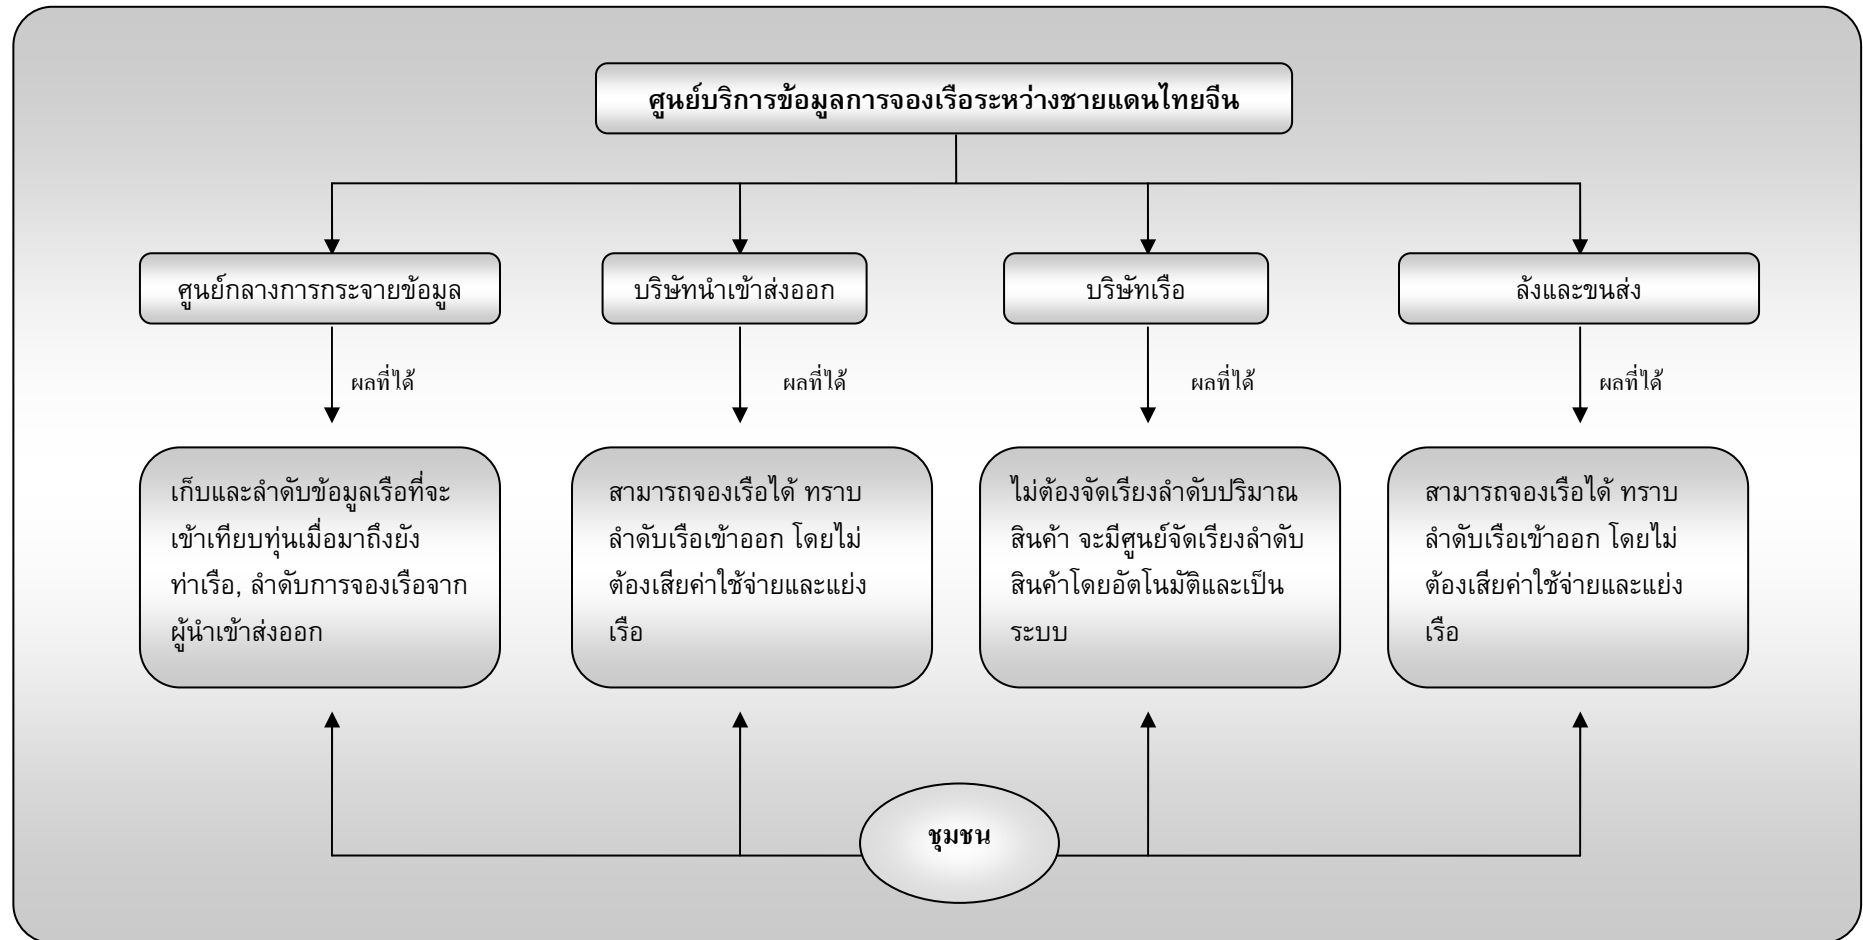 ศูนย์บริการข้อมูลการจองเรือระหว่างชายแดนไทยจีน
ศูนย์กลางการกระจายข้อมูล
บริษัทนำเข้าส่งออก
บริษัทเรือ
ล้งและขนส่ง
ผลที่ได้
ผลที่ได้
ผลที่ได้
ผลที่ได้
เก็บและลำดับข้อมูลเรือที่จะ
เข้าเทียบทุ่นเมื่อมาถึงยัง
ท่าเรือ, ลำดับการจองเรือจาก
ผู้นำเข้าส่งออก
สามารถจองเรือได้ ทราบ
ลำดับเรือเข้าออก โดยไม่
ต้องเสียค่าใช้จ่ายและแย่ง
เรือ
ไม่ต้องจัดเรียงลำดับปริมาณ
สินค้า จะมีศูนย์จัดเรียงลำดับ
สินค้าโดยอัตโนมัติและเป็น
ระบบ
สามารถจองเรือได้ ทราบ
ลำดับเรือเข้าออก โดยไม่
ต้องเสียค่าใช้จ่ายและแย่ง
เรือ
ชุมชน